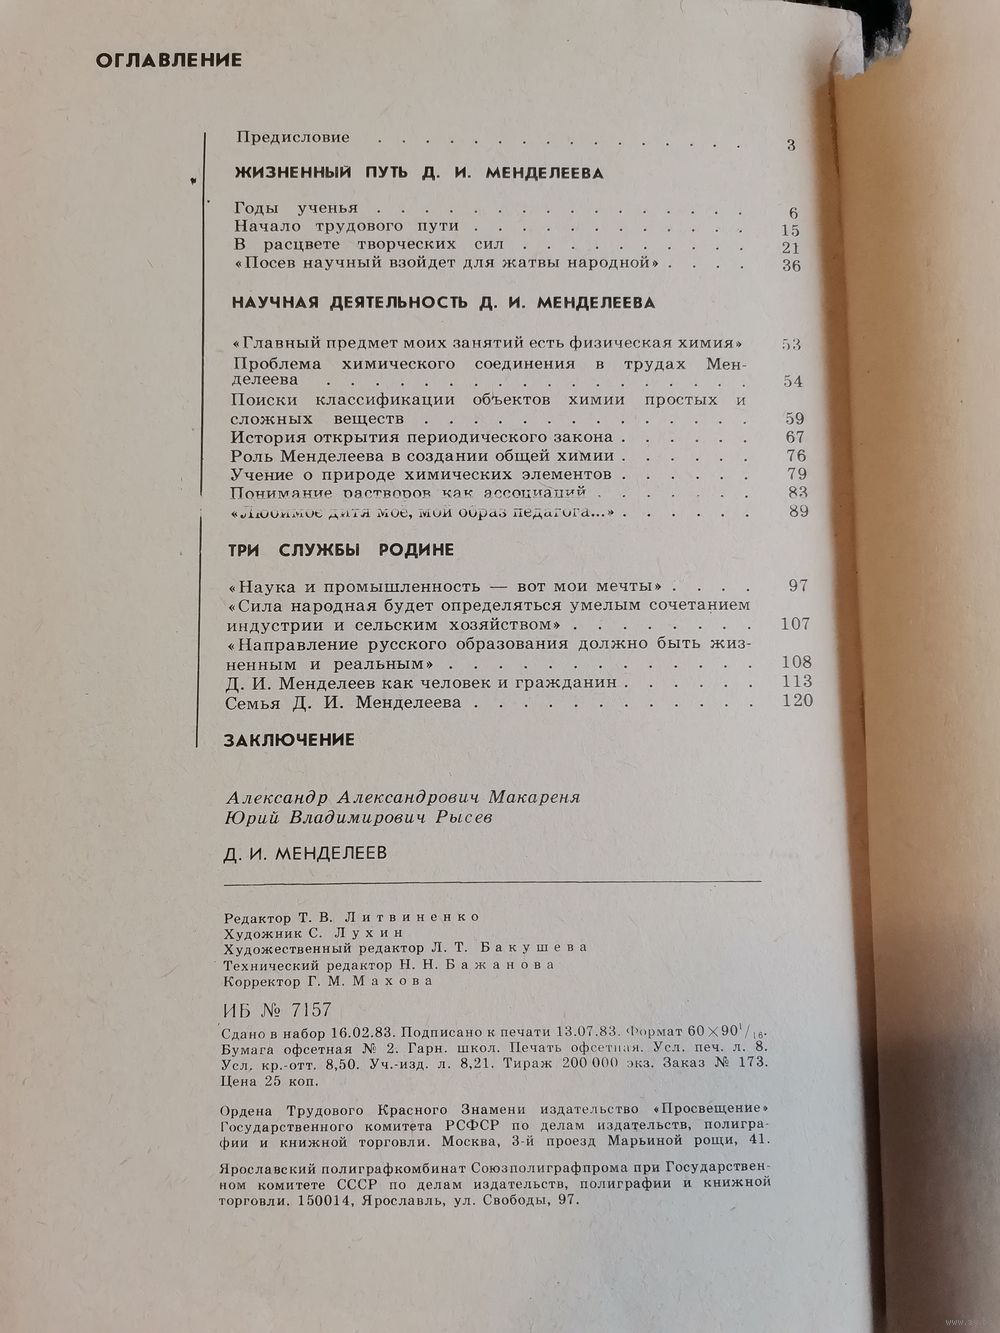 ОГЛАВЛЕНИЕ
Предисловие . . . . . . . . . . . . . . . . 3
ЖИЗНЕННЫЙ ПУТЬ Д. И. МЕНДЕЛЕЕВА
Годы ученья . . . . . . . . . . . . . . . . 6
Начало трудового пути . . . . . . . . . . . . 15
В расцвете творческих сил . . . . . . . . . . 21
«Посев научный взойдет для жатвы народной» . . . . 36
НАУЧНАЯ ДЕЯТЕЛЬНОСТЬ Д. И. МЕНДЕЛЕЕВА
«Главный предмет моих занятий есть физическая химия» 53
Проблема химического соединения в трудах Мен-
делеева . . . . . . . . . . . . . . . . 54
Поиски классификации объектов химии простых и
сложных веществ . . . . . . . . . . . . . . 59
История открытия периодического закона . . . . . . 67
Роль Менделеева в создании общей химии . . . . . . 76
Учение о природе химических элементов . . . . . . 79
Понимание растворов как ассоциаций . . . . . . 83
«Любимое дитя мое, мой образ педагога...» . . . . . . 89
ТРИ СЛУЖБЫ РОДИНЕ
«Наука и промышленность — вот мои мечты» . . . . 97
«Сила народная будет определяться умелым сочетанием
индустрии и сельским хозяйством» . . . . . . . . 107
«Направление русского образования должно быть жиз-
ненным и реальным» . . . . . . . . . . . . . 108
Д. И. Менделеев как человек и гражданин . . . . . . 113
Семья Д. И. Менделеева . . . . . . . . . . . . 120
ЗАКЛЮЧЕНИЕ
Александр Александрович Макареня
Юрий Владимирович Рысев
Д. И. МЕНДЕЛЕЕВ
Редактор Т. В. Литвиненко
Художник С. Лухин
Художественный редактор Л. Т. Бакушева
Технический редактор Н. Н. Бажанова
Корректор Г. М. Махова
ИБ № 7157
Сдано в набор 16.02.83. Подписано к печати 13.07.83. Формат 60×90¹/₁₆.
Бумага офсетная № 2. Гарн. школ. Печать офсетная. Усл. печ. л. 8.
Усл. кр.-отт. 8,50. Уч.-изд. л. 8,21. Тираж 200 000 экз. Заказ № 173.
Цена 25 коп.
Ордена Трудового Красного Знамени издательство «Просвещение»
Государственного комитета РСФСР по делам издательств, полигра-
фии и книжной торговли. Москва, 3-й проезд Марьиной рощи, 41.
Ярославский полиграфкомбинат Союзполиграфпрома при Государствен-
ном комитете СССР по делам издательств, полиграфии и книжной
торговли. 150014, Ярославль, ул. Свободы, 97.